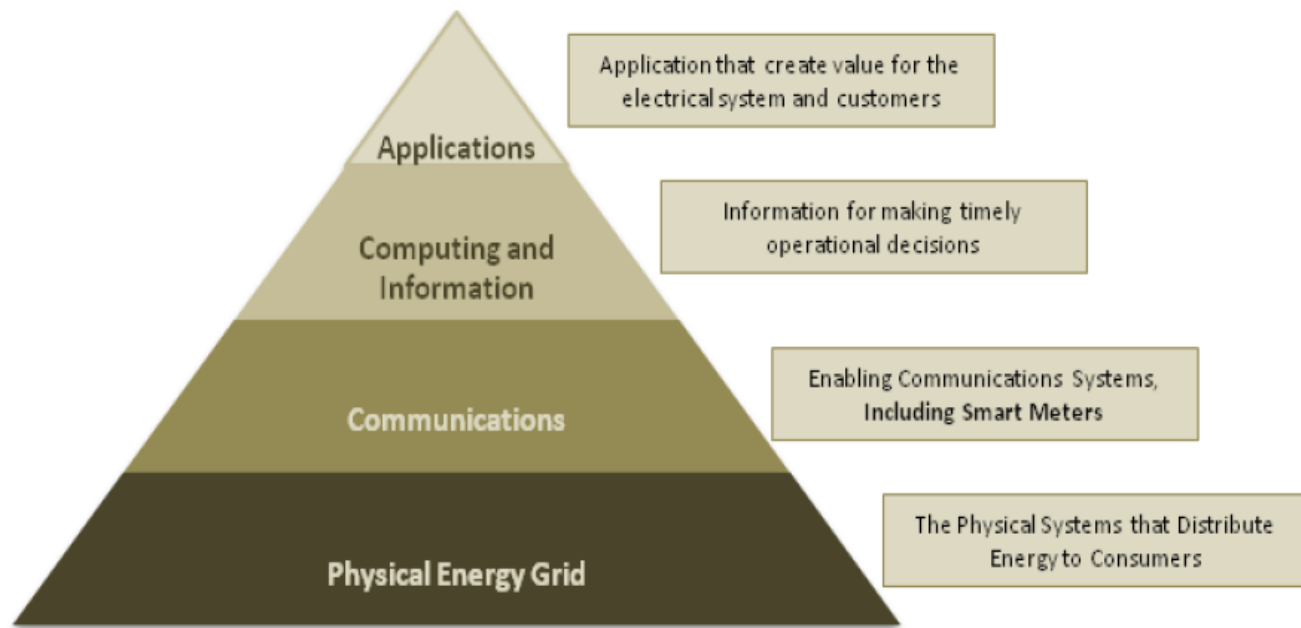 Application that create value for the
electrical system and customers
Applications
Information for making timely
operational decisions
Computing and
Information
Enabling Communications Systems,
Including Smart Meters
Communications
The Physical Systems that Distribute
Energy to Consumers
Physical Energy Grid